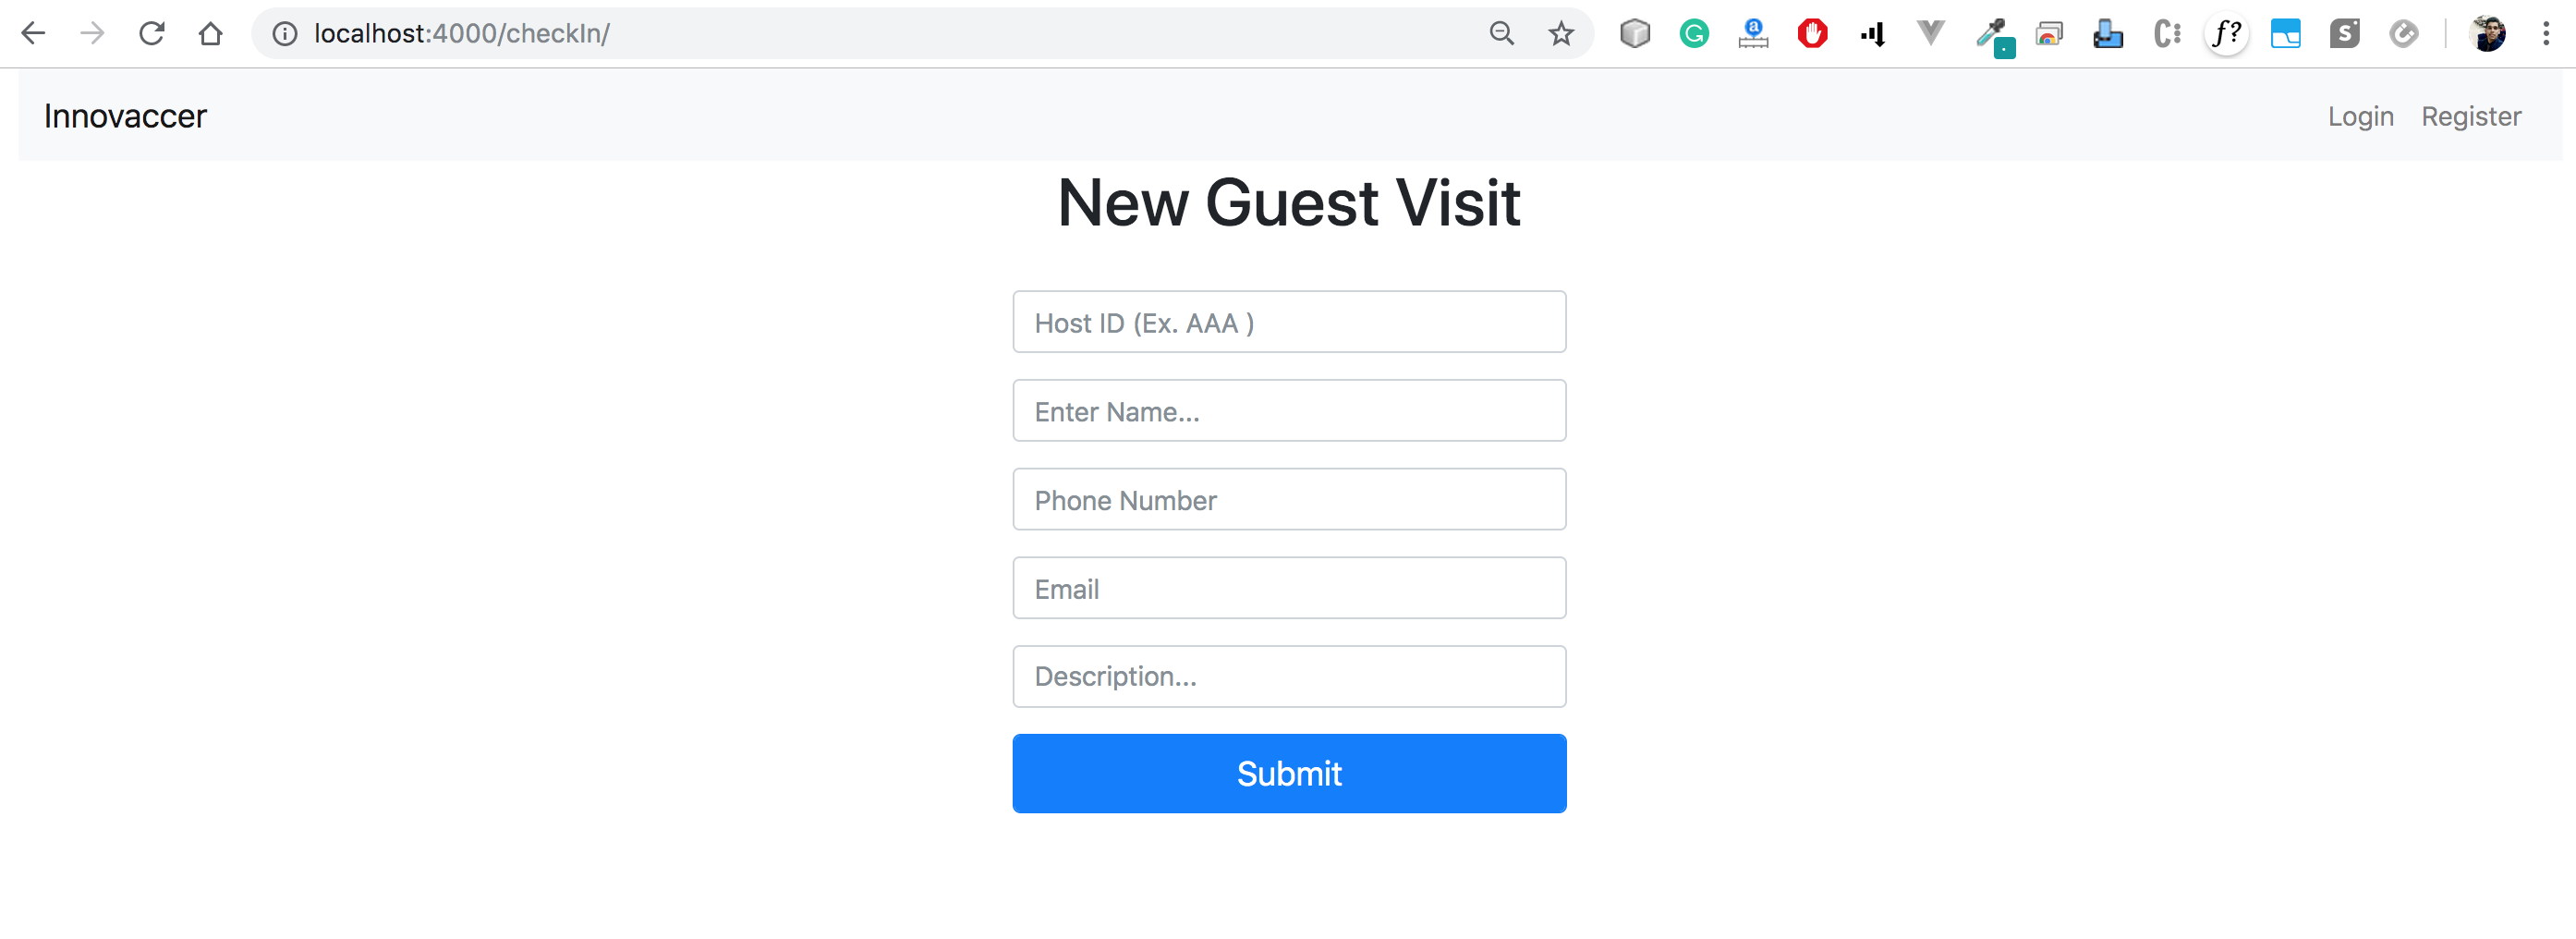 localhost:4000/checkIn/
Innovaccer
Login Register
New Guest Visit
Host ID (Ex. AAA )
Enter Name...
Phone Number
Email
Description...
Submit